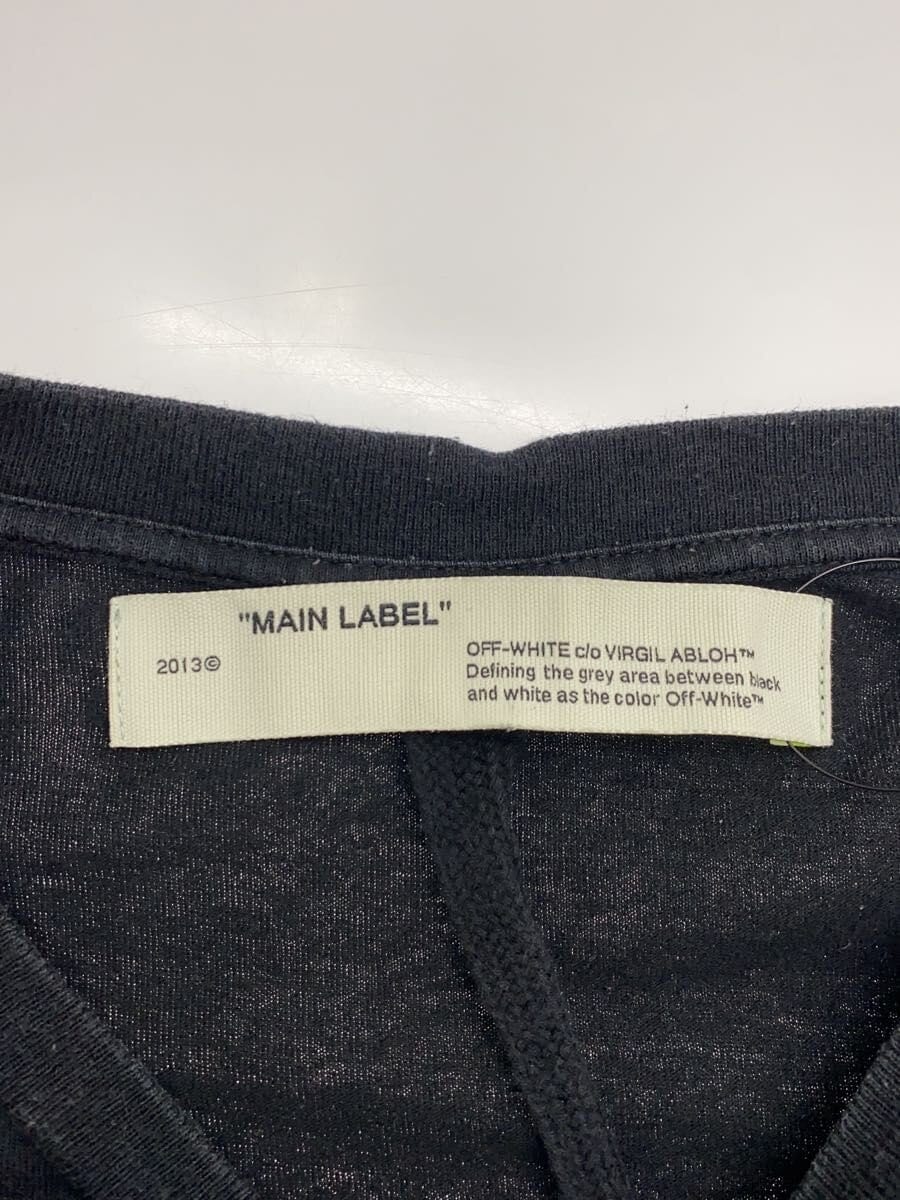 "MAIN LABEL"
2013©
OFF-WHITE c/o VIRGIL ABLOH™
Defining the grey area between black
and white as the color Off-White™